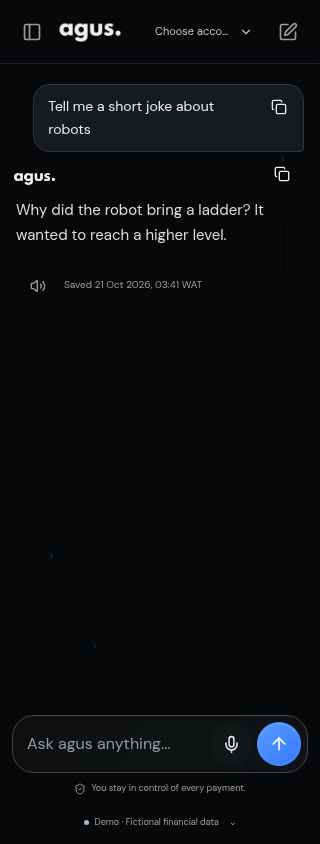 agus.
Choose acco...
Tell me a short joke about
robots
agus.
Why did the robot bring a ladder? It
wanted to reach a higher level.
Saved 21 Oct 2026, 03:41 WAT
Ask agus anything...
You stay in control of every payment.
Demo · Fictional financial data